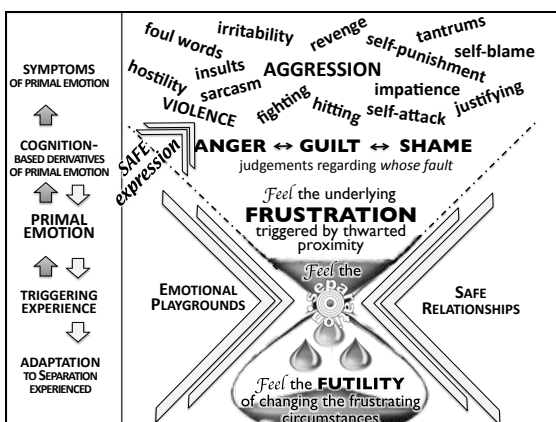 SYMPTOMS
OF PRIMAL EMOTION
COGNITION-
BASED DERIVATIVES
OF PRIMAL EMOTION
PRIMAL
EMOTION
TRIGGERING
EXPERIENCE
ADAPTATION
TO SEPARATION
EXPERIENCED
foul words
irritability
revenge
tantrums
self-punishment
self-blame
hostility
insults
AGGRESSION
sarcasm
impatience
VIOLENCE
fighting
hitting
self-attack
justifying
SAFE
expression
ANGER ↔ GUILT ↔ SHAME
judgements regarding whose fault
Feel the underlying
FRUSTRATION
triggered by thwarted
proximity
Feel the
separation
EMOTIONAL
PLAYGROUNDS
SAFE
RELATIONSHIPS
Feel the FUTILITY
of changing the frustrating
circumstances